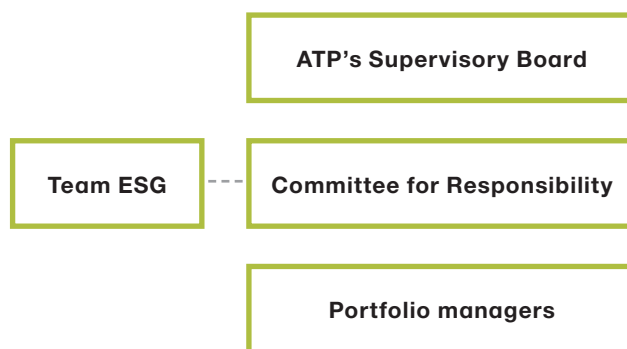 ATP's Supervisory Board
Team ESG
Committee for Responsibility
Portfolio managers